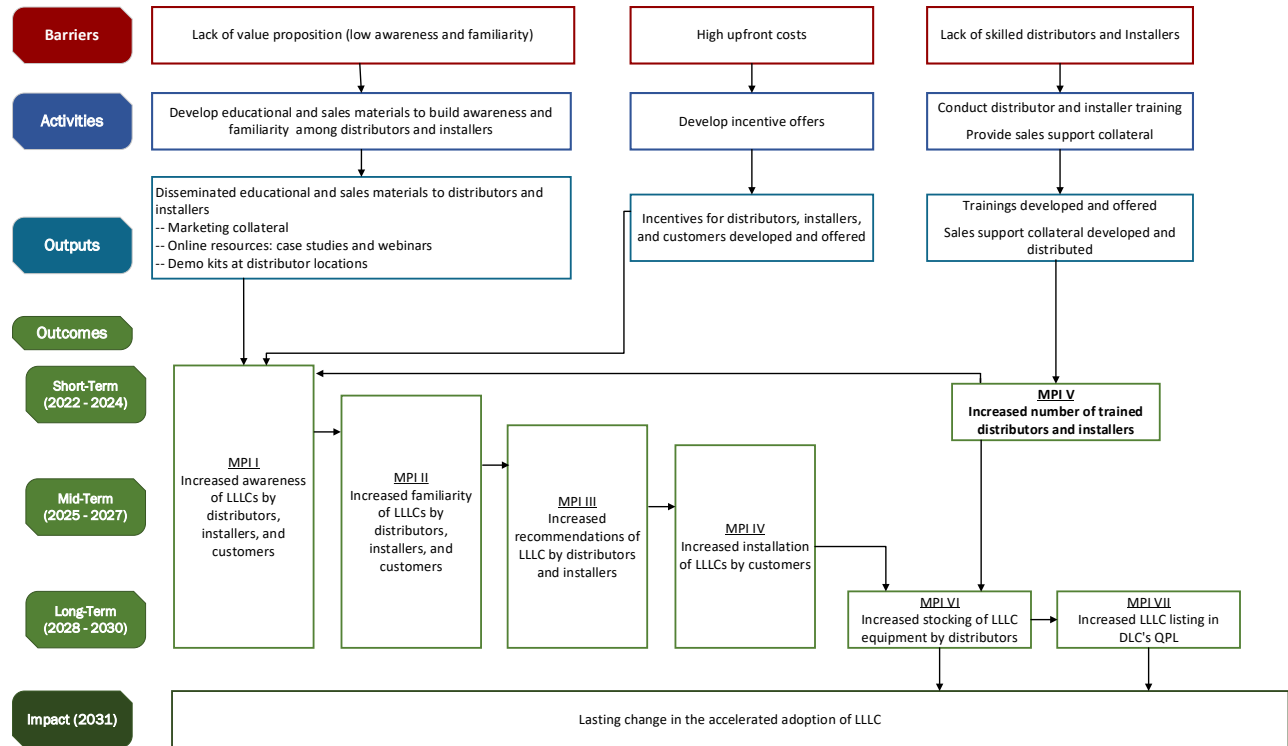 Barriers
Lack of value proposition (low awareness and familiarity)
High upfront costs
Lack of skilled distributors and Installers
Activities
Develop educational and sales materials to build awareness and
familiarity among distributors and installers
Develop incentive offers
Conduct distributor and installer training
Provide sales support collateral
Outputs
Disseminated educational and sales materials to distributors and
installers
-- Marketing collateral
-- Online resources: case studies and webinars
-- Demo kits at distributor locations
Incentives for distributors, installers,
and customers developed and offered
Trainings developed and offered
Sales support collateral developed and
distributed
Outcomes
Short-Term
(2022 - 2024)
Mid-Term
(2025 - 2027)
Long-Term
(2028 - 2030)
MPI I
Increased awareness
of LLLCs by
distributors,
installers, and
customers
MPI II
Increased familiarity
of LLLCs by
distributors,
installers, and
customers
MPI III
Increased
recommendations of
LLLC by distributors
and installers
MPI IV
Increased installation
of LLLCs by customers
MPI V
Increased number of trained
distributors and installers
MPI VI
Increased stocking of LLLC
equipment by distributors
MPI VII
Increased LLLC listing in
DLC's QPL
Impact (2031)
Lasting change in the accelerated adoption of LLLC